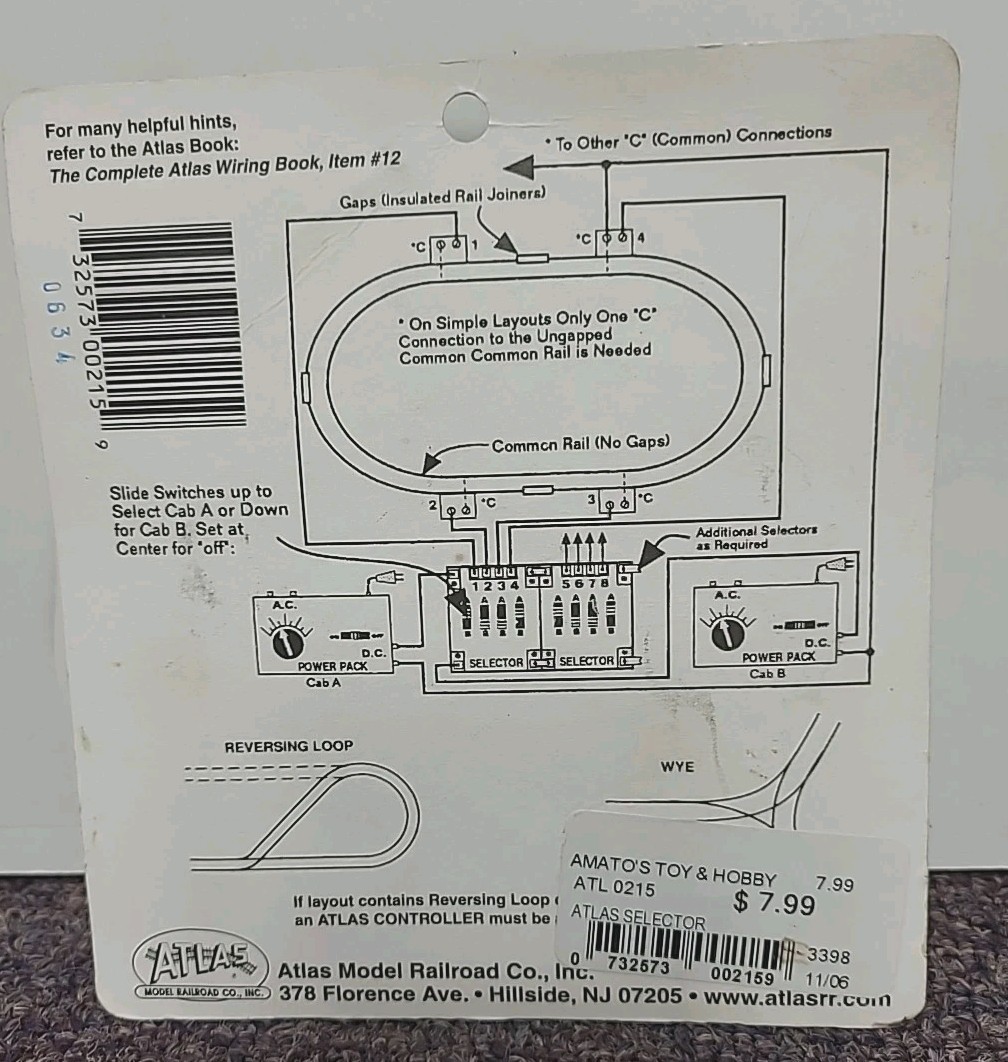 For many helpful hints,
refer to the Atlas Book:
The Complete Atlas Wiring Book, Item #12
* To Other "C" (Common) Connections
Gaps (Insulated Rail Joiners)
*C 1
*C 4
7 32573 00215 9
0634
* On Simple Layouts Only One "C"
Connection to the Ungapped
Common Common Rail is Needed
Common Rail (No Gaps)
2 *C
3 *C
Slide Switches up to
Select Cab A or Down
for Cab B. Set at
Center for "off":
Additional Selectors
as Required
1 2 3 4
5 6 7 8
A A A A
A A A A
B B B B
B B B B
A.C.
D.C.
POWER PACK
Cab A
SELECTOR
SELECTOR
A.C.
D.C.
POWER PACK
Cab B
REVERSING LOOP
WYE
If layout contains Reversing Loop
an ATLAS CONTROLLER must be
AMATO'S TOY & HOBBY 7.99
ATL 0215 $ 7.99
ATLAS SELECTOR
3398
0 732573 002159 11/06
ATLAS
MODEL RAILROAD CO., INC.
Atlas Model Railroad Co., Inc.
378 Florence Ave. • Hillside, NJ 07205 • www.atlasrr.com